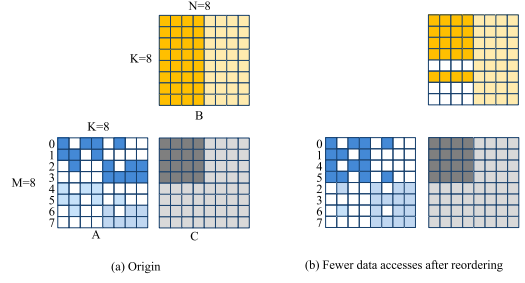 N=8
K=8
B
K=8
M=8
0
1
2
3
4
5
6
7
A
C
0
1
4
5
2
3
6
7
(a) Origin
(b) Fewer data accesses after reordering